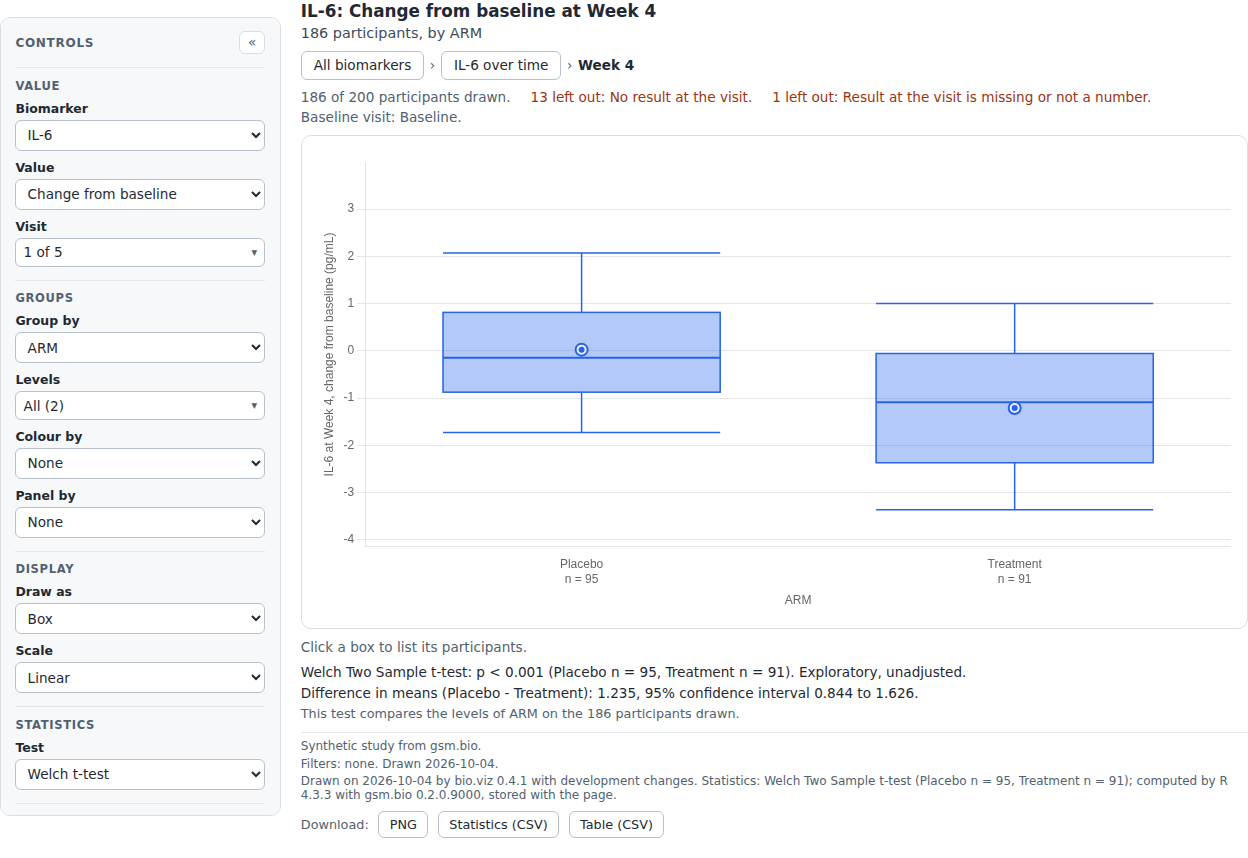 CONTROLS
«
VALUE
Biomarker
IL-6
Value
Change from baseline
Visit
1 of 5
GROUPS
Group by
ARM
Levels
All (2)
Colour by
None
Panel by
None
DISPLAY
Draw as
Box
Scale
Linear
STATISTICS
Test
Welch t-test
IL-6: Change from baseline at Week 4
186 participants, by ARM
All biomarkers › IL-6 over time › Week 4
186 of 200 participants drawn. 13 left out: No result at the visit. 1 left out: Result at the visit is missing or not a number.
Baseline visit: Baseline.
IL-6 at Week 4, change from baseline (pg/mL)
3
2
1
0
-1
-2
-3
-4
Placebo
n = 95
Treatment
n = 91
ARM
Click a box to list its participants.
Welch Two Sample t-test: p < 0.001 (Placebo n = 95, Treatment n = 91). Exploratory, unadjusted.
Difference in means (Placebo - Treatment): 1.235, 95% confidence interval 0.844 to 1.626.
This test compares the levels of ARM on the 186 participants drawn.
Synthetic study from gsm.bio.
Filters: none. Drawn 2026-10-04.
Drawn on 2026-10-04 by bio.viz 0.4.1 with development changes. Statistics: Welch Two Sample t-test (Placebo n = 95, Treatment n = 91); computed by R
4.3.3 with gsm.bio 0.2.0.9000, stored with the page.
Download: PNG Statistics (CSV) Table (CSV)